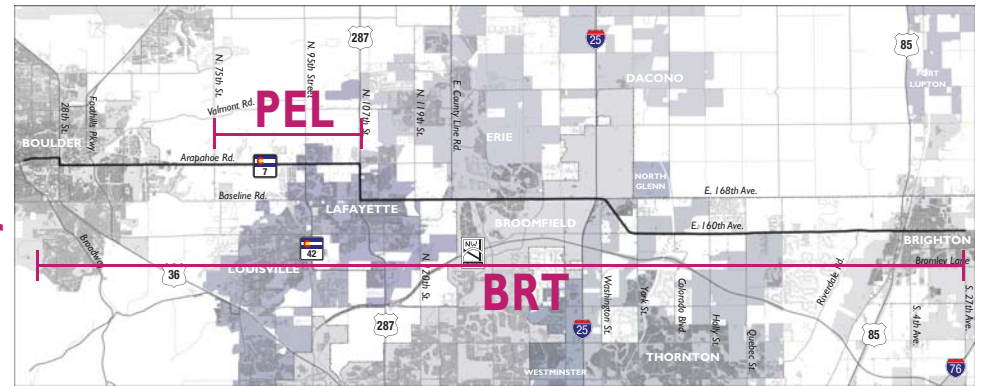 287
25
85
N. 75th St.
N. 95th Street
DACONO
FORT
LUPTON
28th St.
Foothills Pkwy
Valmont Rd.
PEL
N. 107th St.
N. 119th St.
E. County Line Rd.
ERIE
BOULDER
Arapahoe Rd.
7
NORTH
GLENN
Baseline Rd.
E. 168th Ave.
LAFAYETTE
BROOMFIELD
E. 160th Ave.
BRIGHTON
Broadway
42
NW
7
Bromley Lane
36
LOUISVILLE
N. 120th St.
BRT
Washington St.
York St.
Colorado Blvd.
Holly St.
Quebec St.
Riverdale Rd.
S. 4th Ave.
S. 27th Ave.
287
25
85
THORNTON
WESTMINSTER
76